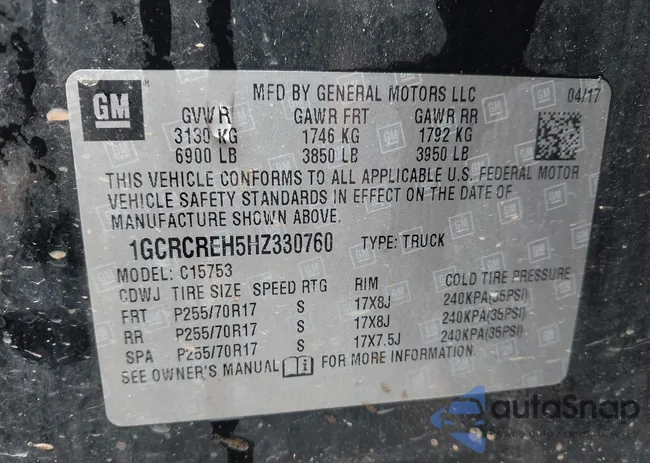 GM
MFD BY GENERAL MOTORS LLC 04/17
GVWR GAWR FRT GAWR RR
3130 KG 1746 KG 1792 KG
6900 LB 3850 LB 3950 LB
THIS VEHICLE CONFORMS TO ALL APPLICABLE U.S. FEDERAL MOTOR
VEHICLE SAFETY STANDARDS IN EFFECT ON THE DATE OF
MANUFACTURE SHOWN ABOVE.
1GCRCREH5HZ330760 TYPE: TRUCK
MODEL: C15753
CDWJ TIRE SIZE SPEED RTG RIM COLD TIRE PRESSURE
FRT P255/70R17 S 17X8J 240KPA(35PSI)
RR P255/70R17 S 17X8J 240KPA(35PSI)
SPA P255/70R17 S 17X7.5J 240KPA(35PSI)
SEE OWNER'S MANUAL FOR MORE INFORMATION.
autoSnap